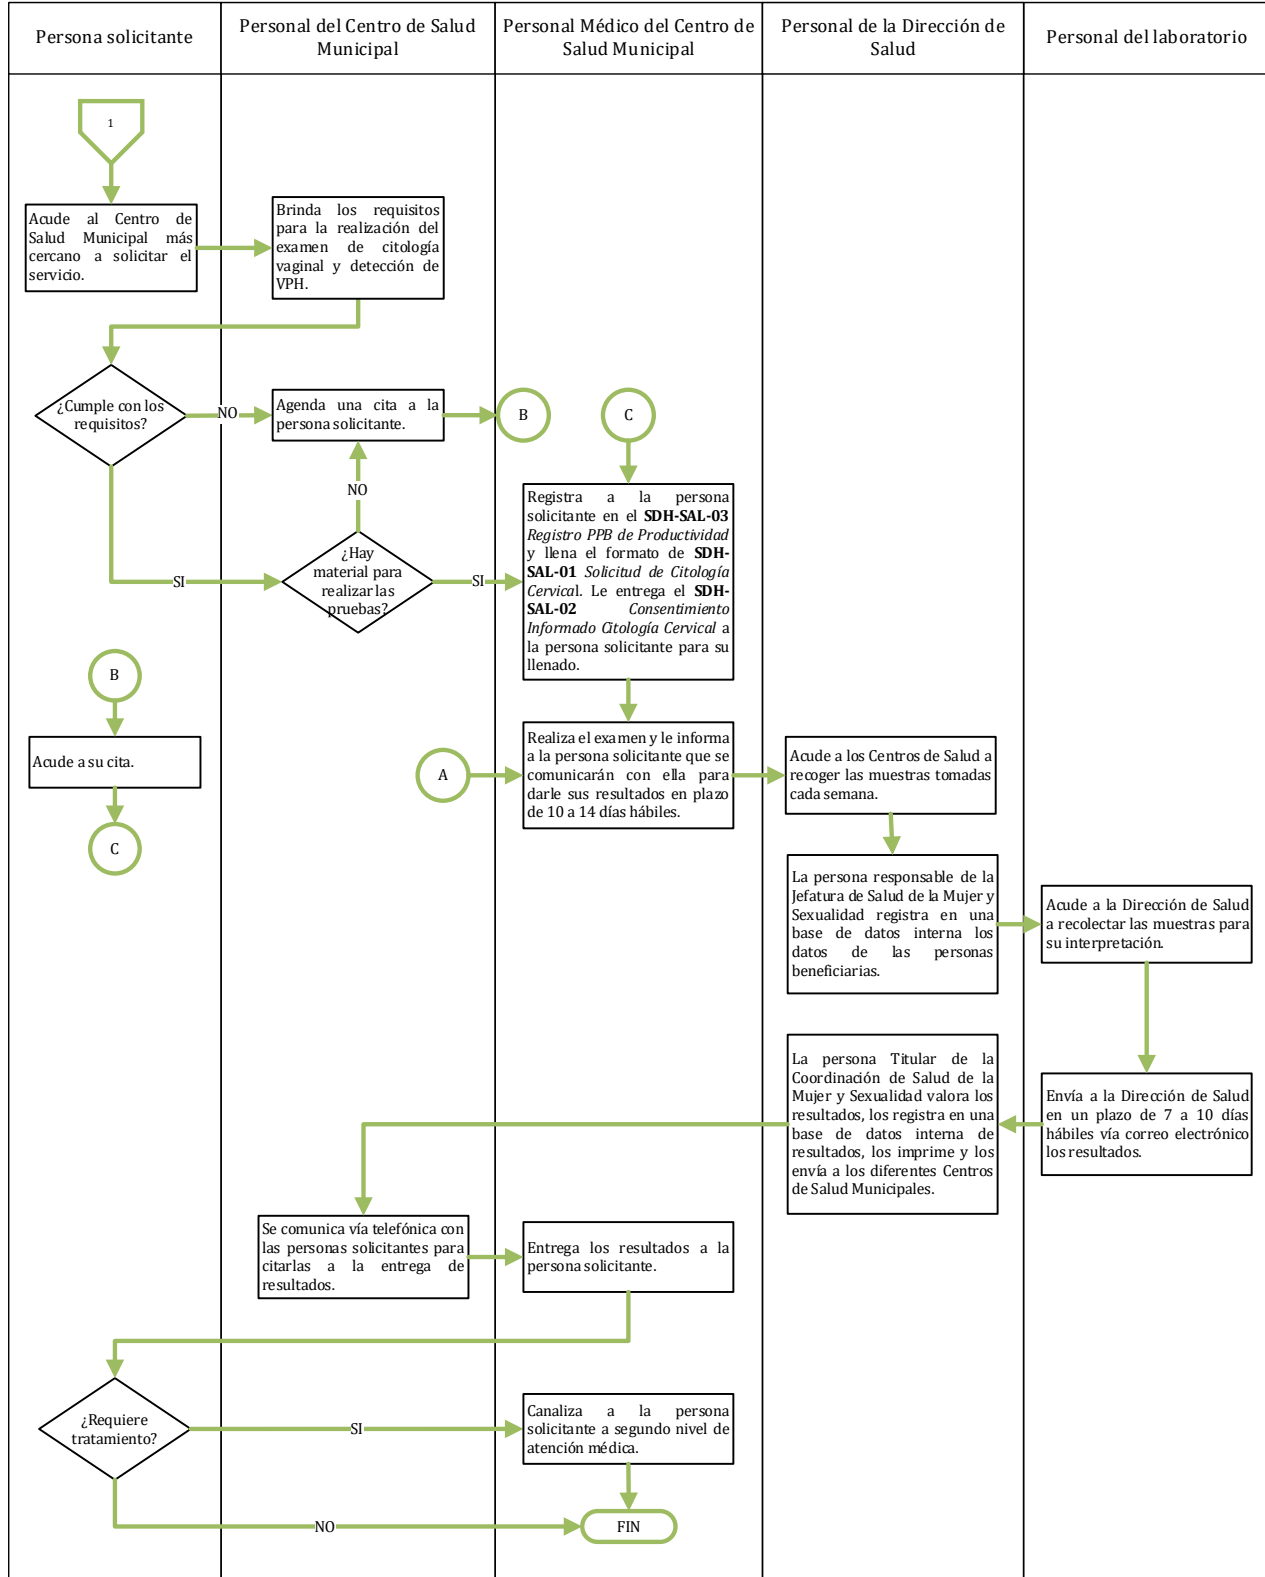 Persona solicitante
Personal del Centro de Salud
Municipal
Personal Médico del Centro de
Salud Municipal
Personal de la Dirección de
Salud
Personal del laboratorio
1
Acude al Centro de
Salud Municipal más
cercano a solicitar el
servicio.
Brinda los requisitos
para la realización del
examen de citología
vaginal y detección de
VPH.
¿Cumple con los
requisitos?
NO
Agenda una cita a la
persona solicitante.
B
C
NO
SI
¿Hay
material para
realizar las
pruebas?
SI
Registra a la persona
solicitante en el SDH-SAL-03
Registro PPB de Productividad
y llena el formato de SDH-
SAL-01 Solicitud de Citología
Cervical. Le entrega el SDH-
SAL-02 Consentimiento
Informado Citología Cervical a
la persona solicitante para su
llenado.
B
Acude a su cita.
C
A
Realiza el examen y le informa
a la persona solicitante que se
comunicarán con ella para
darle sus resultados en plazo
de 10 a 14 días hábiles.
Acude a los Centros de Salud a
recoger las muestras tomadas
cada semana.
La persona responsable de la
Jefatura de Salud de la Mujer y
Sexualidad registra en una
base de datos interna los
datos de las personas
beneficiarias.
Acude a la Dirección de Salud
a recolectar las muestras para
su interpretación.
Envía a la Dirección de Salud
en un plazo de 7 a 10 días
hábiles vía correo electrónico
los resultados.
La persona Titular de la
Coordinación de Salud de la
Mujer y Sexualidad valora los
resultados, los registra en una
base de datos interna de
resultados, los imprime y los
envía a los diferentes Centros
de Salud Municipales.
Se comunica vía telefónica con
las personas solicitantes para
citarlas a la entrega de
resultados.
Entrega los resultados a la
persona solicitante.
¿Requiere
tratamiento?
SI
Canaliza a la persona
solicitante a segundo nivel de
atención médica.
NO
FIN